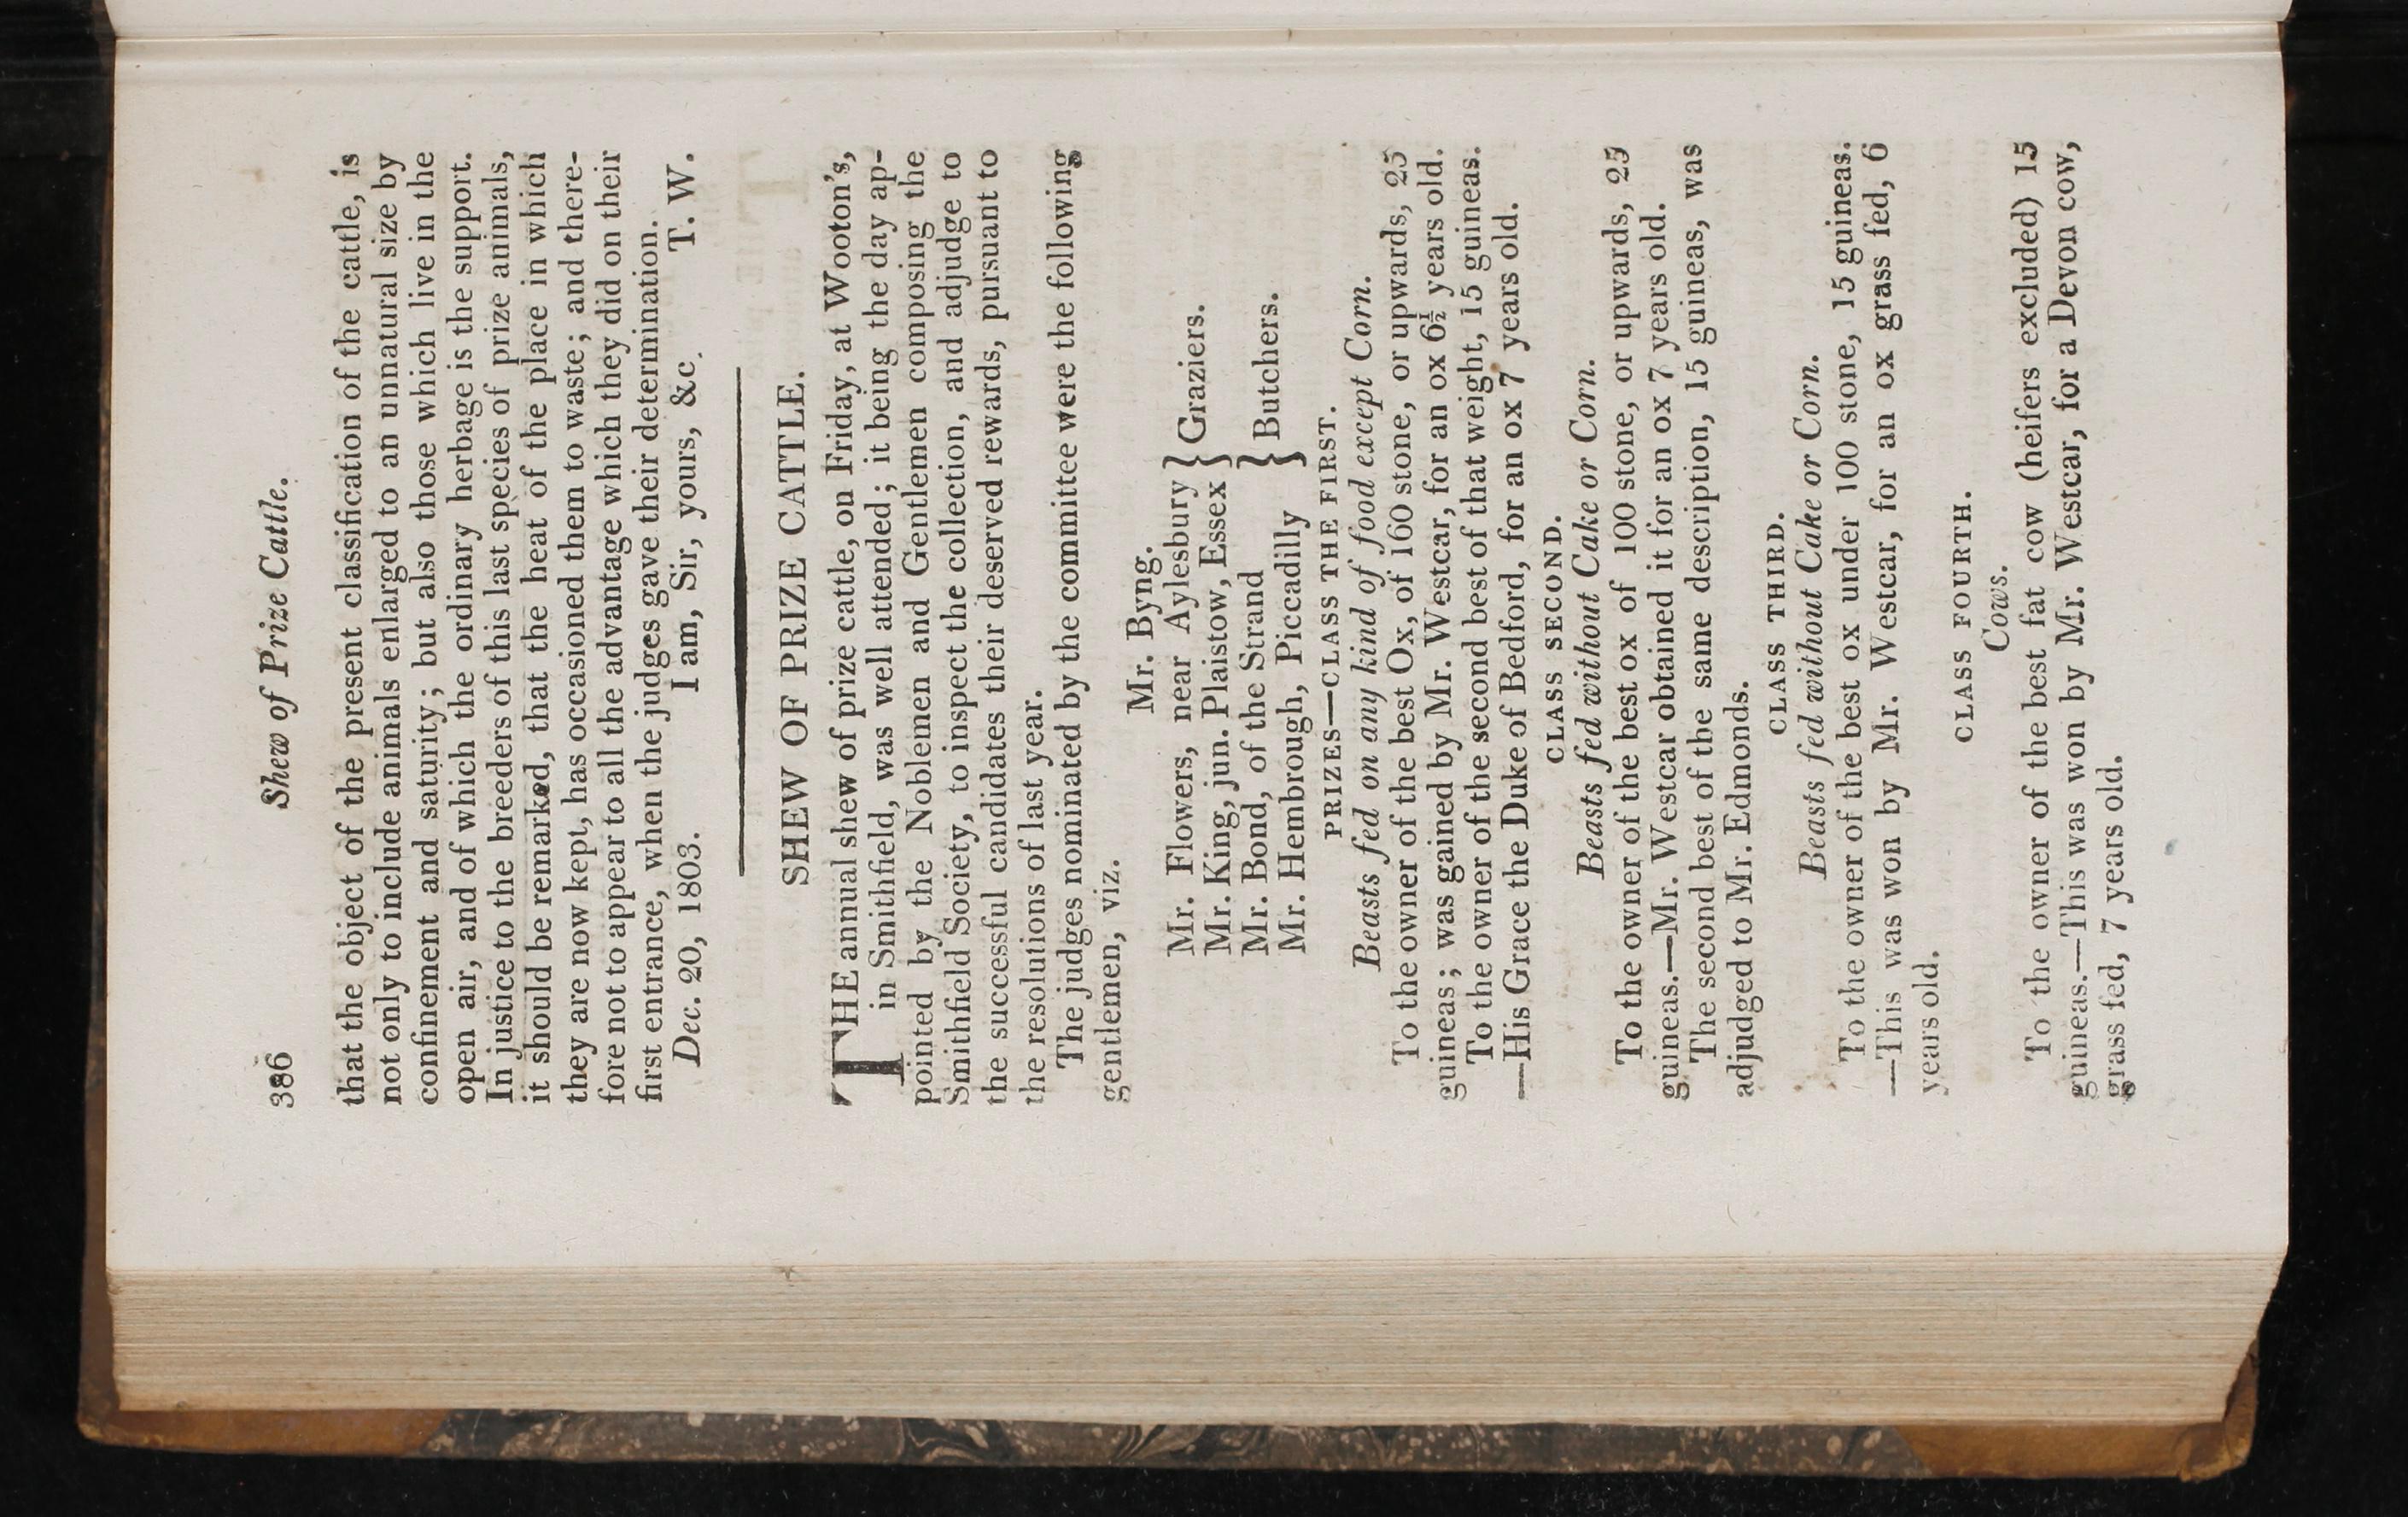 386
Shew of Prize Cattle.
that the object of the present classification of the cattle, is
not only to include animals enlarged to an unnatural size by
confinement and saturity; but also those which live in the
open air, and of which the ordinary herbage is the support.
In justice to the breeders of this last species of prize animals,
it should be remarked, that the heat of the place in which
they are now kept, has occasioned them to waste; and there-
fore not to appear to all the advantage which they did on their
first entrance, when the judges gave their determination.
I am, Sir, yours, &c.
Dec. 20, 1803. T. W.
SHEW OF PRIZE CATTLE.
THE annual shew of prize cattle, on Friday, at Wooton's,
in Smithfield, was well attended; it being the day ap-
pointed by the Noblemen and Gentlemen composing the
Smithfield Society, to inspect the collection, and adjudge to
the successful candidates their deserved rewards, pursuant to
the resolutions of last year.
The judges nominated by the committee were the following
gentlemen, viz.
Mr. Byng.
Mr. Flowers, near Aylesbury } Graziers.
Mr. King, jun. Plaistow, Essex
Mr. Bond, of the Strand } Butchers.
Mr. Hembrough, Piccadilly
PRIZES—CLASS THE FIRST.
Beasts fed on any kind of food except Corn.
To the owner of the best Ox, of 160 stone, or upwards, 25
guineas; was gained by Mr. Westcar, for an ox 6½ years old.
To the owner of the second best of that weight, 15 guineas.
—His Grace the Duke of Bedford, for an ox 7 years old.
CLASS SECOND.
Beasts fed without Cake or Corn.
To the owner of the best ox of 100 stone, or upwards, 25
guineas.—Mr. Westcar obtained it for an ox 7 years old.
The second best of the same description, 15 guineas, was
adjudged to Mr. Edmonds.
CLASS THIRD.
Beasts fed without Cake or Corn.
To the owner of the best ox under 100 stone, 15 guineas.
—This was won by Mr. Westcar, for an ox grass fed, 6
years old.
CLASS FOURTH.
Cows.
To the owner of the best fat cow (heifers excluded) 15
guineas.—This was won by Mr. Westcar, for a Devon cow,
grass fed, 7 years old.